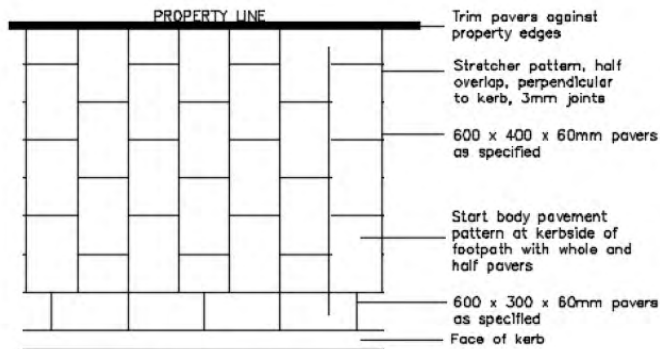 PROPERTY LINE
Trim pavers against
property edges
Stretcher pattern, half
overlap, perpendicular
to kerb, 3mm joints
600 x 400 x 60mm pavers
as specified
Start body pavement
pattern at kerbside of
footpath with whole and
half pavers
600 x 300 x 60mm pavers
as specified
Face of kerb